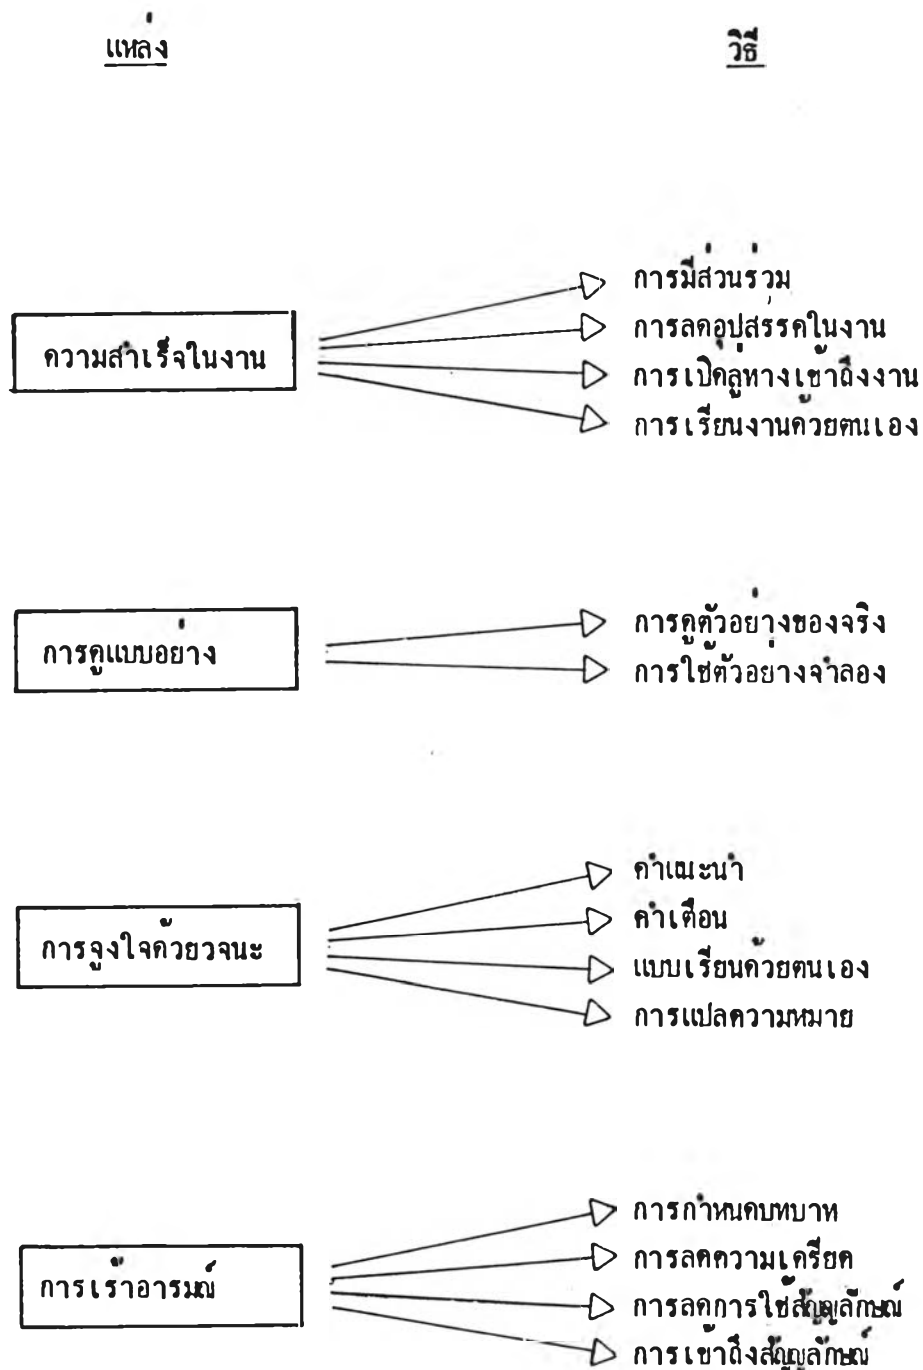 แหล่ง
วิธี
ความสำเร็จในงาน
การมีส่วนร่วม
การลดอุปสรรคในงาน
การเปิดลู่ทางเข้าถึงงาน
การเรียนงานด้วยตนเอง
การดูแบบอย่าง
การดูตัวอย่างของจริง
การใช้ตัวอย่างจำลอง
การจูงใจด้วยวจนะ
คำแนะนำ
คำเตือน
แบบเรียนด้วยตนเอง
การแปลความหมาย
การเร้าอารมณ์
การกำหนดบทบาท
การลดความเครียด
การลดการใช้สัญญลักษณ์
การเข้าถึงสัญญลักษณ์